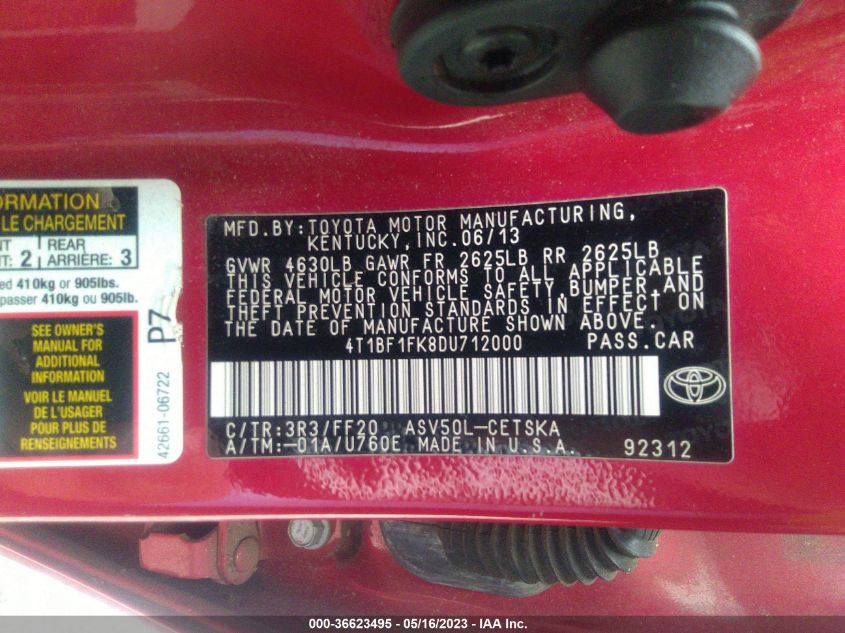 ORMATION
LE CHARGEMENT
NT
T: 2
REAR
ARRIÈRE: 3
ed 410kg or 905lbs.
passer 410kg ou 905lb.
SEE OWNER'S
MANUAL FOR
ADDITIONAL
INFORMATION
VOIR LE MANUEL
DE L'USAGER
POUR PLUS DE
RENSEIGNEMENTS
P7
42661-06722
MFD.BY:TOYOTA MOTOR MANUFACTURING,
KENTUCKY, INC.06/13
GVWR 4630LB GAWR FR 2625LB RR 2625LB
THIS VEHICLE CONFORMS TO ALL APPLICABLE
FEDERAL MOTOR VEHICLE SAFETY, BUMPER, AND
THEFT PREVENTION STANDARDS IN EFFECT ON
THE DATE OF MANUFACTURE SHOWN ABOVE.
4T1BF1FK8DU712000 PASS.CAR
C/TR:3R3/FF20 ASV50L-CETSKA
A/TM:-01A/U760E MADE IN U.S.A. 92312
000-36623495 - 05/16/2023 - IAA Inc.